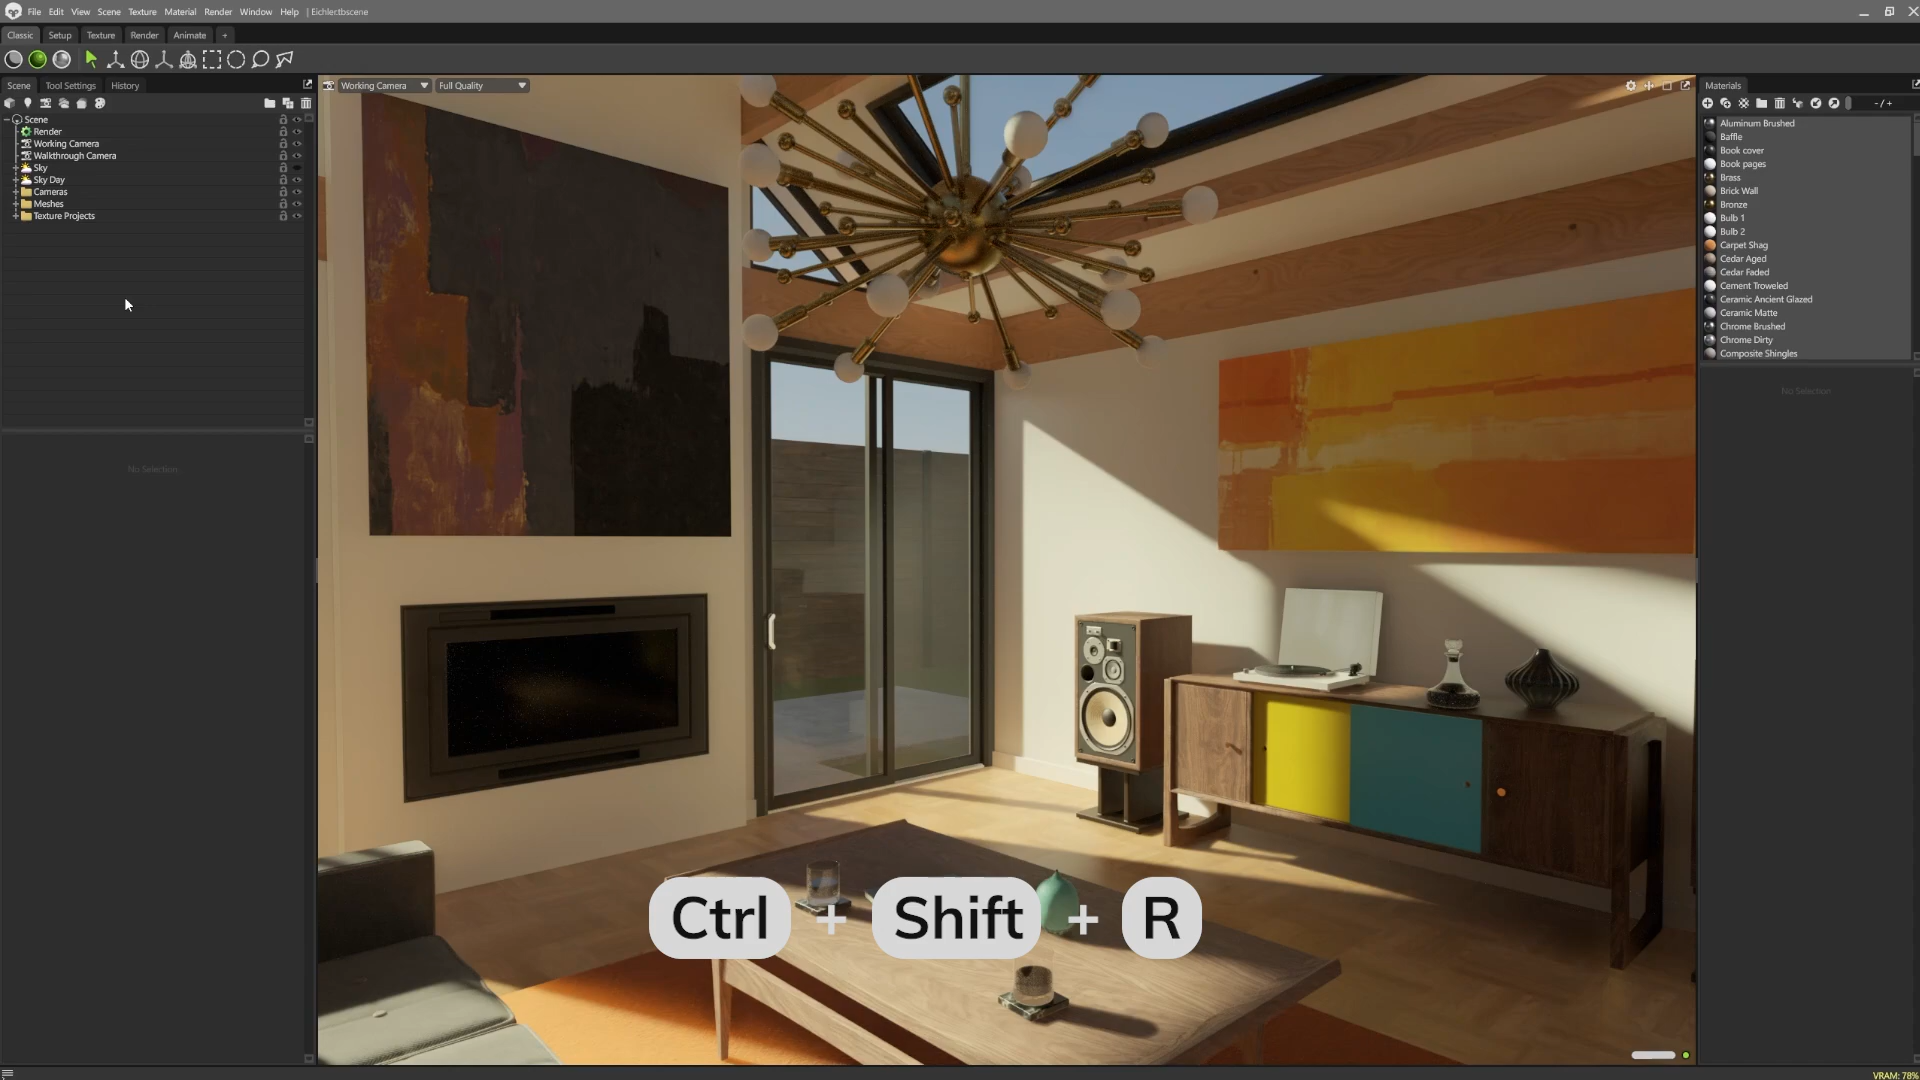 File Edit View Scene Texture Material Render Window Help | Eichler.tbscene
Classic Setup Texture Render Animate +
Scene Tool Settings History
Working Camera Full Quality
Materials
- / +
Scene
Render
Working Camera
Walkthrough Camera
Sky
Sky Day
Cameras
Meshes
Texture Projects
No Selection
Aluminum Brushed
Baffle
Book cover
Book pages
Brass
Brick Wall
Bronze
Bulb 1
Bulb 2
Carpet Shag
Cedar Aged
Cedar Faded
Cement Troweled
Ceramic Ancient Glazed
Ceramic Matte
Chrome Brushed
Chrome Dirty
Composite Shingles
No Selection
Ctrl + Shift + R
VRAM: 78%